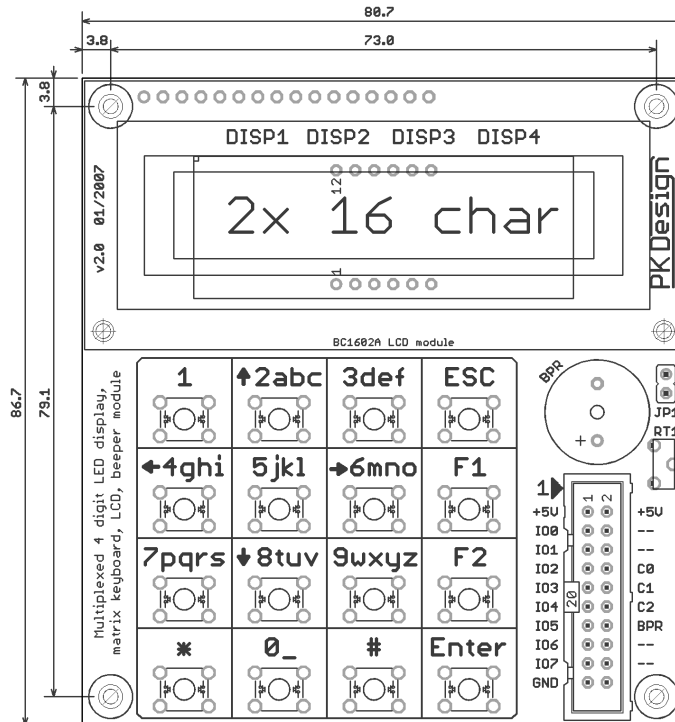 80.7
3.8 73.0
3.8
DISP1 DISP2 DISP3 DISP4
v2.0 01/2007
12
2x 16 char
1
PK Design
BC1602A LCD module
86.7
79.1
Multiplexed 4 digit LED display,
matrix keyboard, LCD, beeper module
1 ↑2abc 3def ESC
←4ghi 5jkl →6mno F1
7pqrs ↓8tuv 9wxyz F2
* 0_ # Enter
BPR
+
JP1
RT1
1
1 2
+5V +5V
IO0 --
IO1 --
IO2 C0
IO3 C1
IO4 C2
IO5 BPR
IO6 --
IO7 --
GND
20